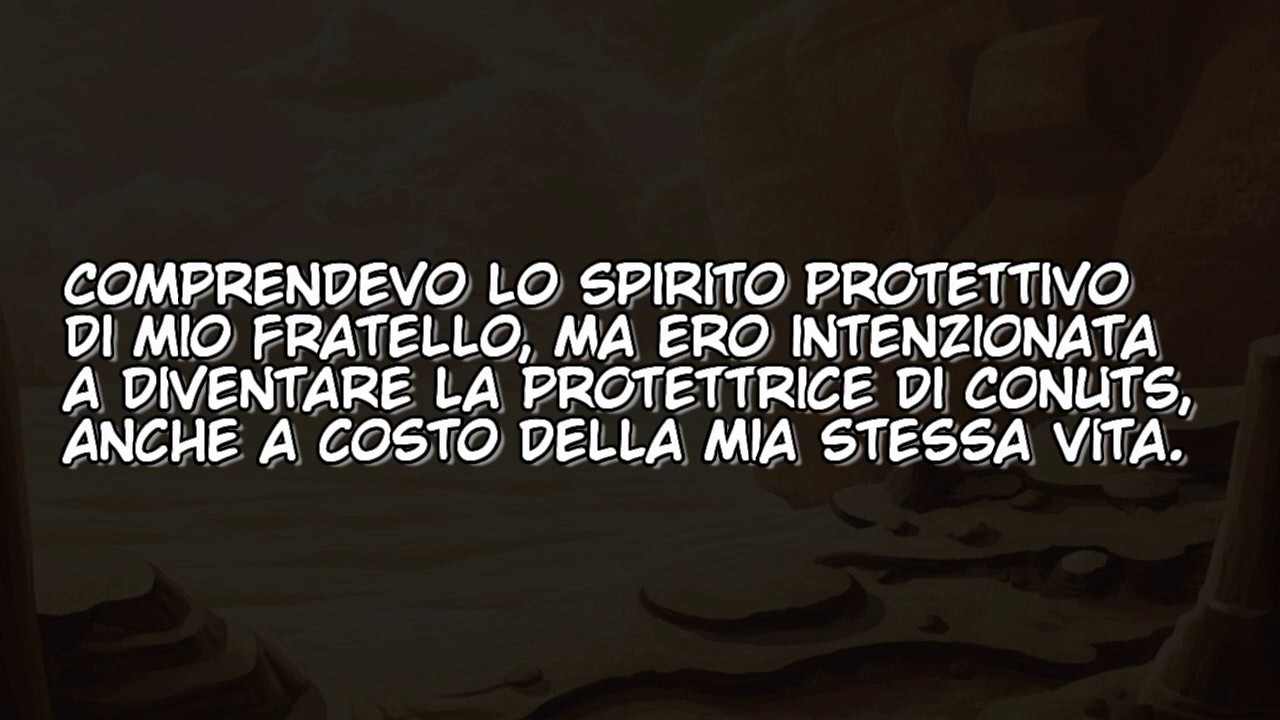 COMPRENDEVO LO SPIRITO PROTETTIVO
DI MIO FRATELLO, MA ERO INTENZIONATA
A DIVENTARE LA PROTETTRICE DI CONUTS,
ANCHE A COSTO DELLA MIA STESSA VITA.